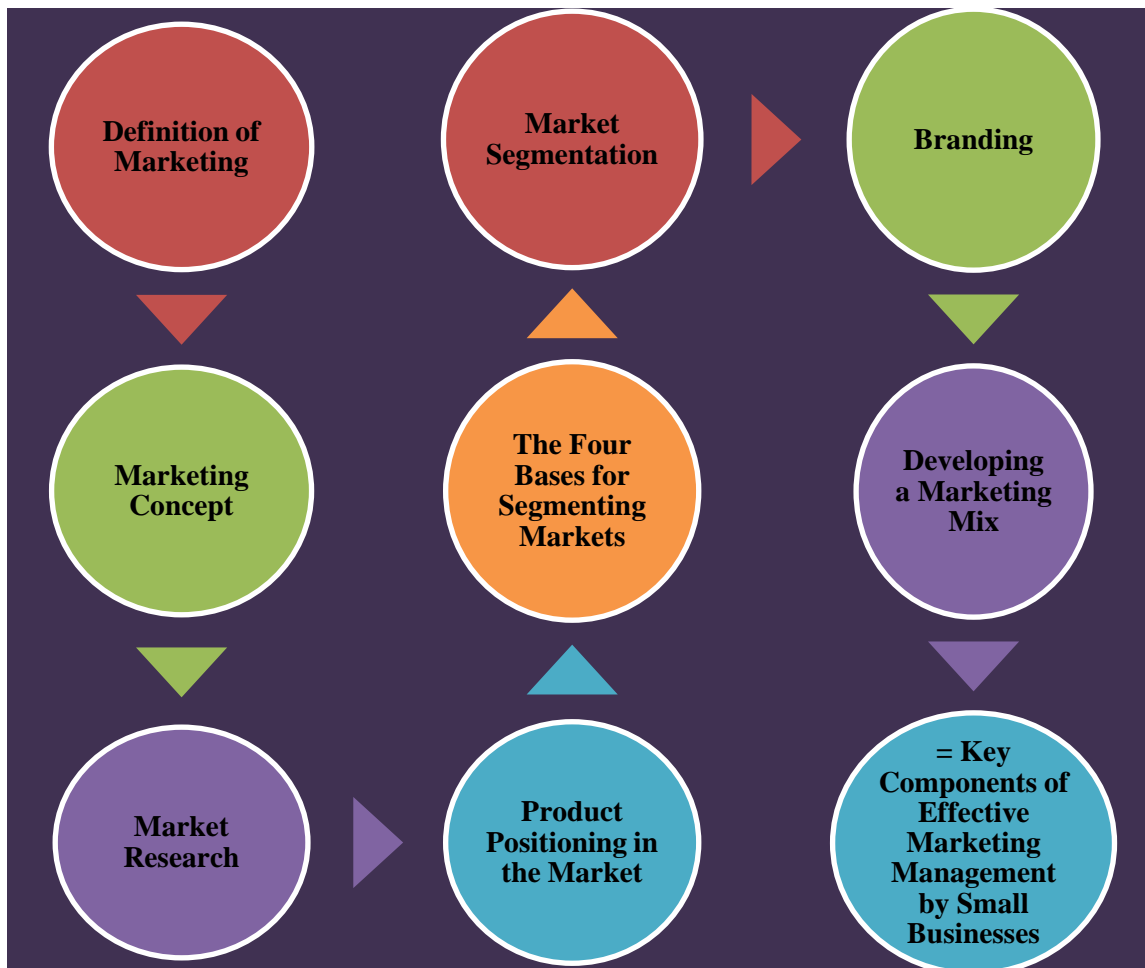 Definition of
Marketing
Marketing
Concept
Market
Research
Product
Positioning in
the Market
The Four
Bases for
Segmenting
Markets
Market
Segmentation
Branding
Developing
a Marketing
Mix
= Key
Components of
Effective
Marketing
Management
by Small
Businesses